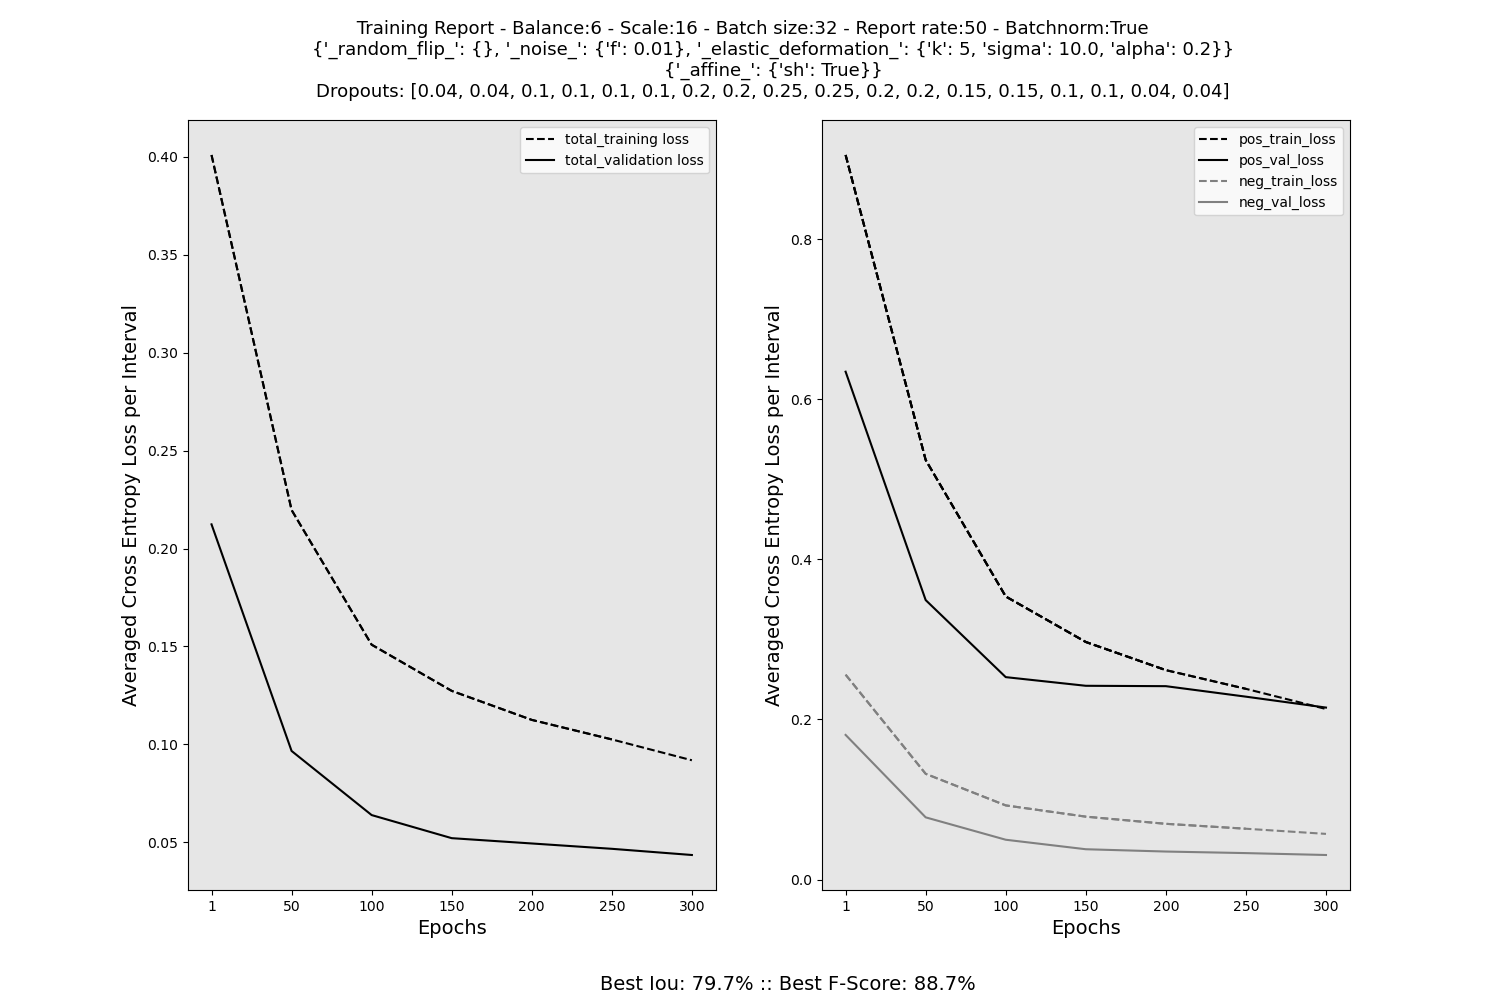 Training Report - Balance:6 - Scale:16 - Batch size:32 - Report rate:50 - Batchnorm:True
{'_random_flip_': {}, '_noise_': {'f': 0.01}, '_elastic_deformation_': {'k': 5, 'sigma': 10.0, 'alpha': 0.2}}
{'_affine_': {'sh': True}}
Dropouts: [0.04, 0.04, 0.1, 0.1, 0.1, 0.1, 0.2, 0.2, 0.25, 0.25, 0.2, 0.2, 0.15, 0.15, 0.1, 0.1, 0.04, 0.04]
Averaged Cross Entropy Loss per Interval
0.40
0.35
0.30
0.25
0.20
0.15
0.10
0.05
total_training loss
total_validation loss
1 50 100 150 200 250 300
Epochs
Averaged Cross Entropy Loss per Interval
0.8
0.6
0.4
0.2
0.0
pos_train_loss
pos_val_loss
neg_train_loss
neg_val_loss
1 50 100 150 200 250 300
Epochs
Best Iou: 79.7% :: Best F-Score: 88.7%